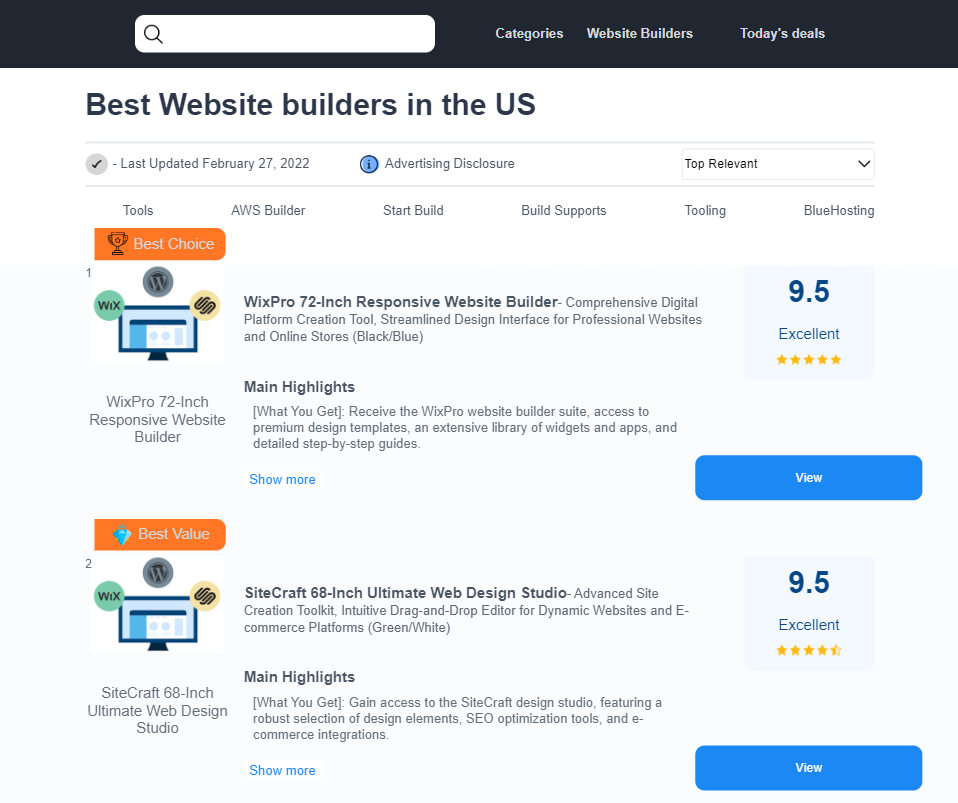 Categories Website Builders Today's deals
Best Website builders in the US
- Last Updated February 27, 2022 Advertising Disclosure Top Relevant
Tools AWS Builder Start Build Build Supports Tooling BlueHosting
Best Choice
1
WiX
W
WixPro 72-Inch
Responsive Website
Builder
WixPro 72-Inch Responsive Website Builder- Comprehensive Digital
Platform Creation Tool, Streamlined Design Interface for Professional Websites
and Online Stores (Black/Blue)
Main Highlights
[What You Get]: Receive the WixPro website builder suite, access to
premium design templates, an extensive library of widgets and apps, and
detailed step-by-step guides.
Show more
9.5
Excellent
View
Best Value
2
WiX
W
SiteCraft 68-Inch
Ultimate Web Design
Studio
SiteCraft 68-Inch Ultimate Web Design Studio- Advanced Site
Creation Toolkit, Intuitive Drag-and-Drop Editor for Dynamic Websites and E-
commerce Platforms (Green/White)
Main Highlights
[What You Get]: Gain access to the SiteCraft design studio, featuring a
robust selection of design elements, SEO optimization tools, and e-
commerce integrations.
Show more
9.5
Excellent
View